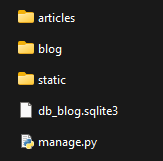 articles
blog
static
db_blog.sqlite3
manage.py